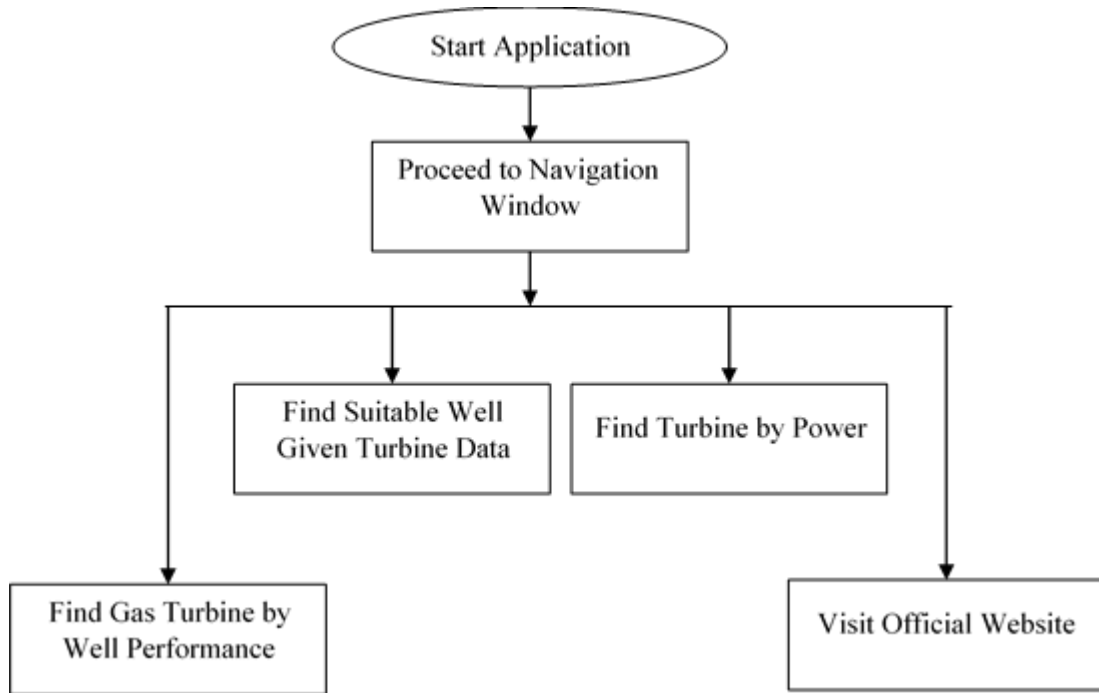 Start Application
Proceed to Navigation
Window
Find Suitable Well
Given Turbine Data
Find Turbine by Power
Find Gas Turbine by
Well Performance
Visit Official Website